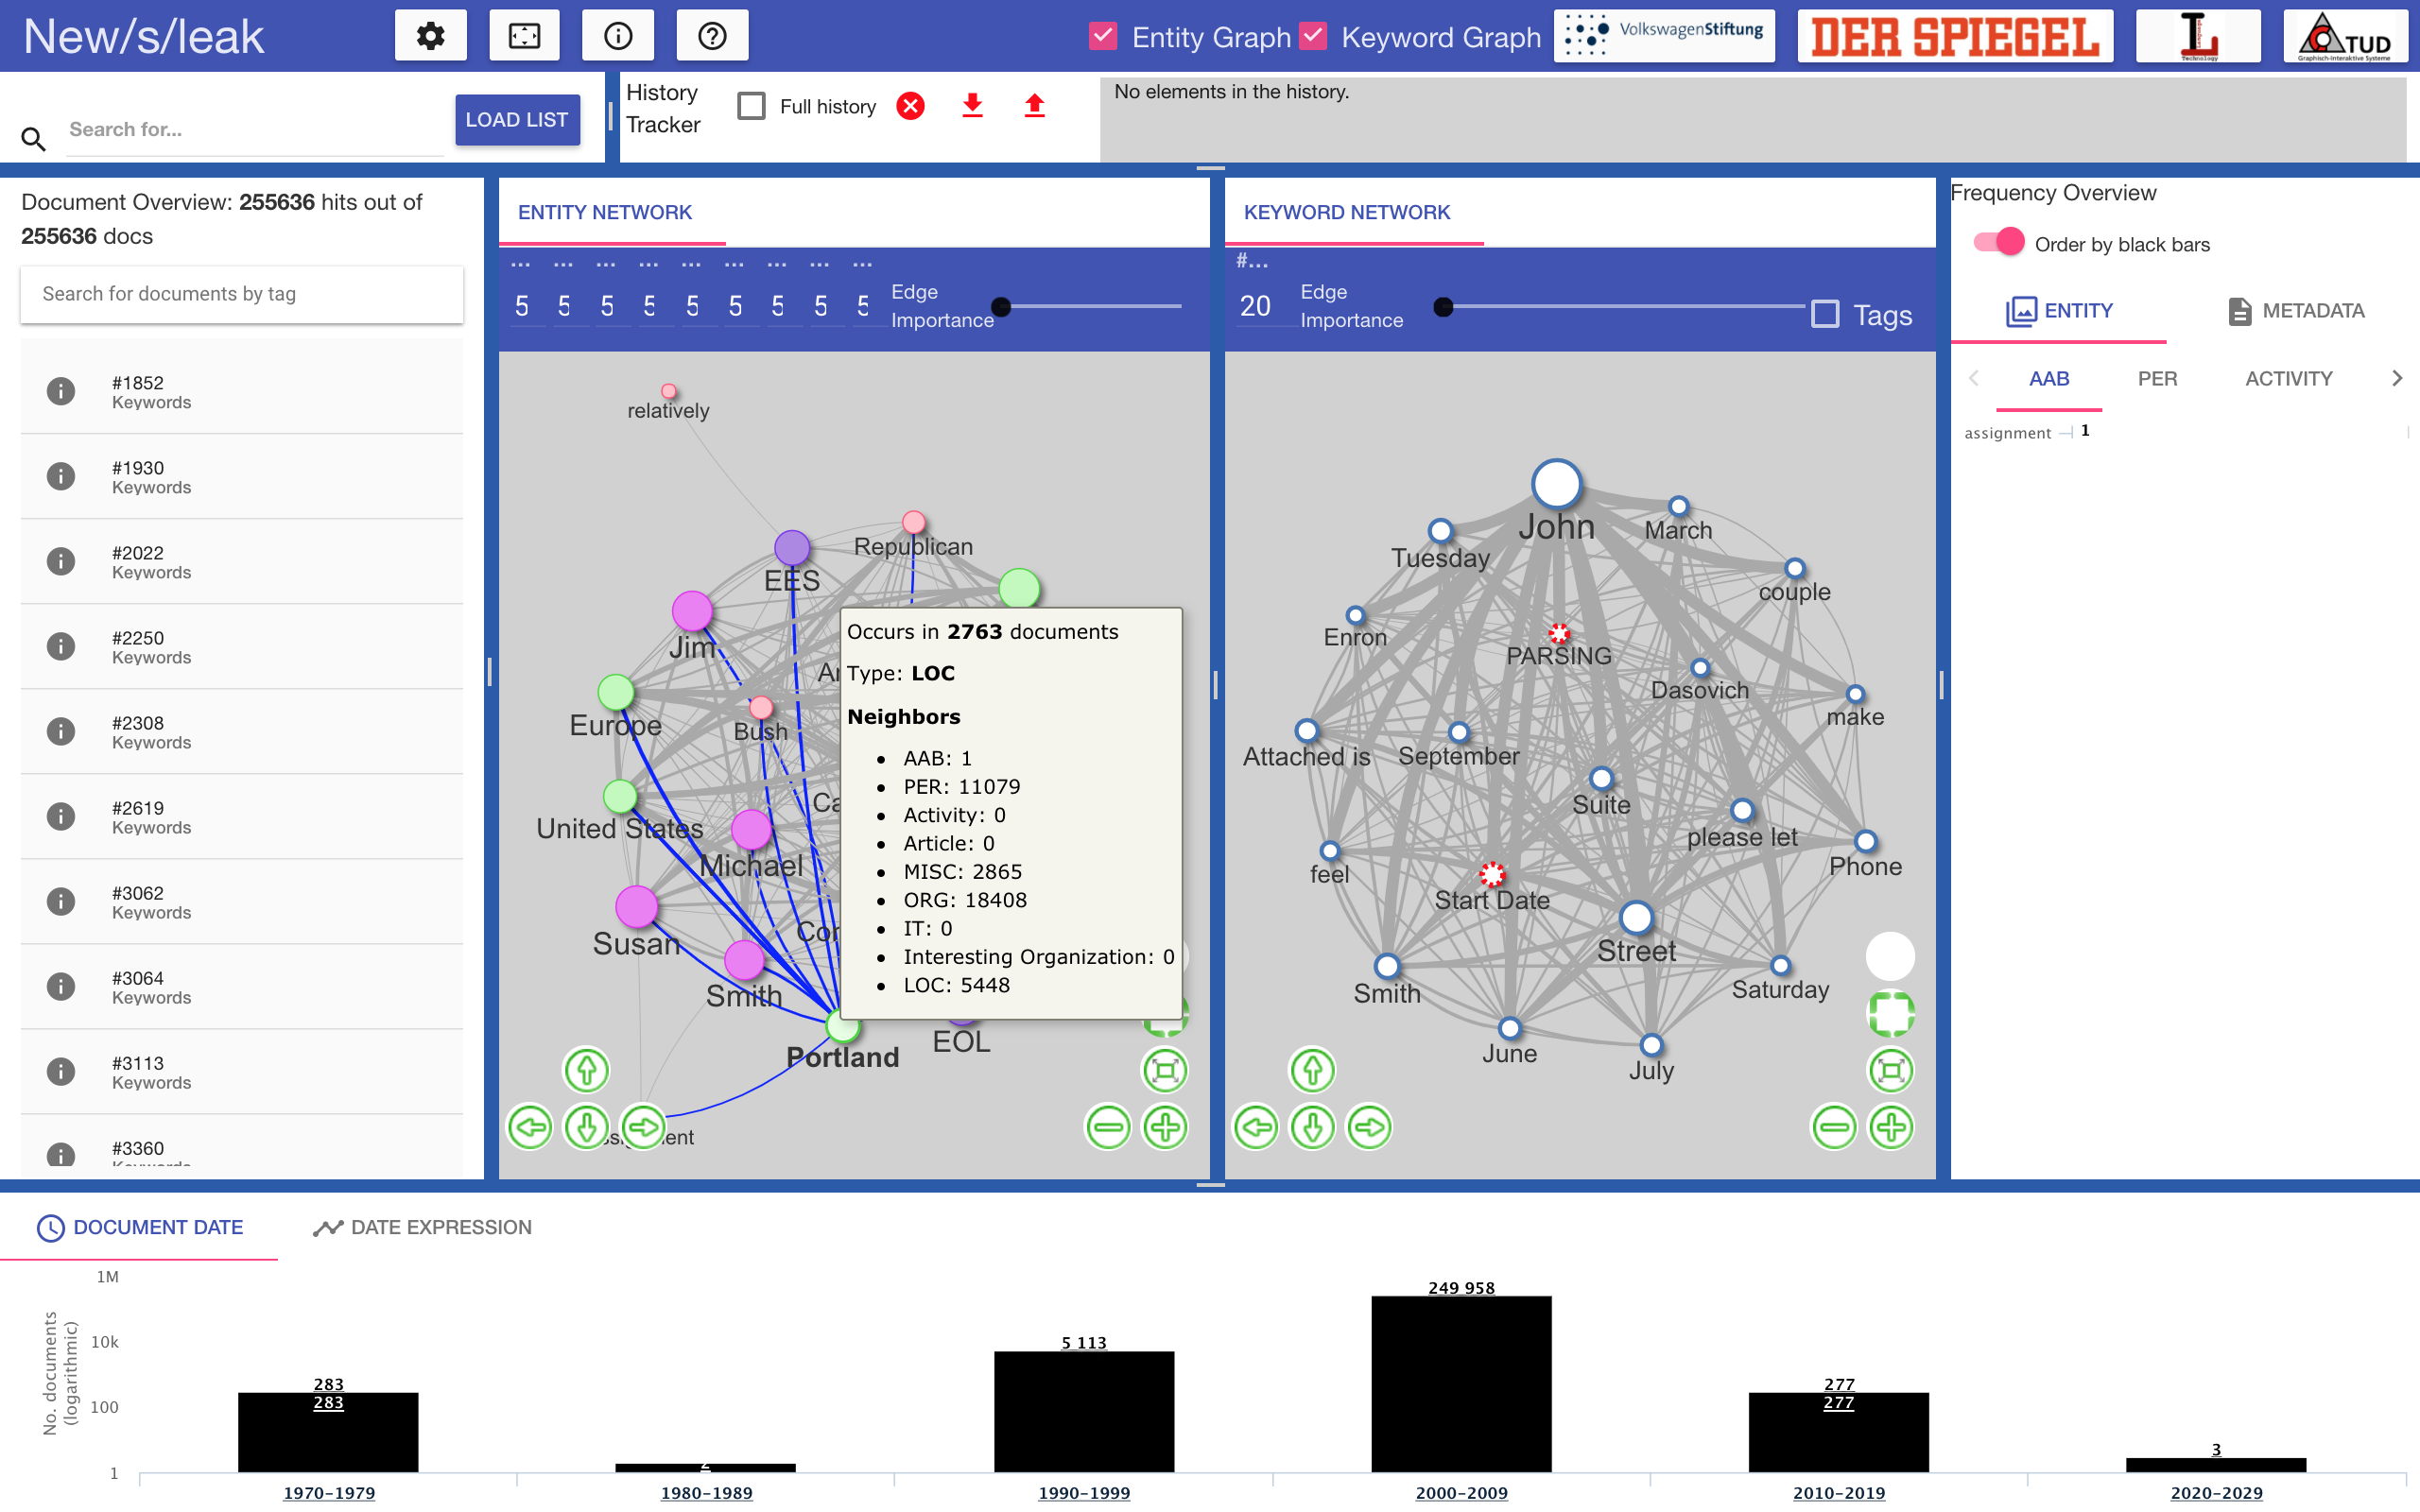 New/s/leak
Entity Graph
Keyword Graph
VolkswagenStiftung
DER SPIEGEL
L
Technology
TUD
Graphisch-Interaktive Systeme
Search for...
LOAD LIST
History
Tracker
Full history
No elements in the history.
Document Overview: 255636 hits out of
255636 docs
Search for documents by tag
#1852
Keywords
#1930
Keywords
#2022
Keywords
#2250
Keywords
#2308
Keywords
#2619
Keywords
#3062
Keywords
#3064
Keywords
#3113
Keywords
#3360
ENTITY NETWORK
... ... ... ... ... ... ... ... ...
5 5 5 5 5 5 5 5 5
Edge
Importance
relatively
Republican
EES
Jim
Europe
Bush
United States
Michael
Susan
Smith
Portland
EOL
Occurs in 2763 documents
Type: LOC
Neighbors
• AAB: 1
• PER: 11079
• Activity: 0
• Article: 0
• MISC: 2865
• ORG: 18408
• IT: 0
• Interesting Organization: 0
• LOC: 5448
KEYWORD NETWORK
#...
20
Edge
Importance
Tags
John
March
Tuesday
couple
Enron
PARSING
Dasovich
make
Attached is
September
Suite
please let
Phone
feel
Start Date
Street
Smith
Saturday
June
July
Frequency Overview
Order by black bars
ENTITY
METADATA
AAB
PER
ACTIVITY
assignment 1
DOCUMENT DATE
DATE EXPRESSION
No. documents
(logarithmic)
1M
10k
100
1
283
283
2
5 113
249 958
277
277
3
1970-1979
1980-1989
1990-1999
2000-2009
2010-2019
2020-2029